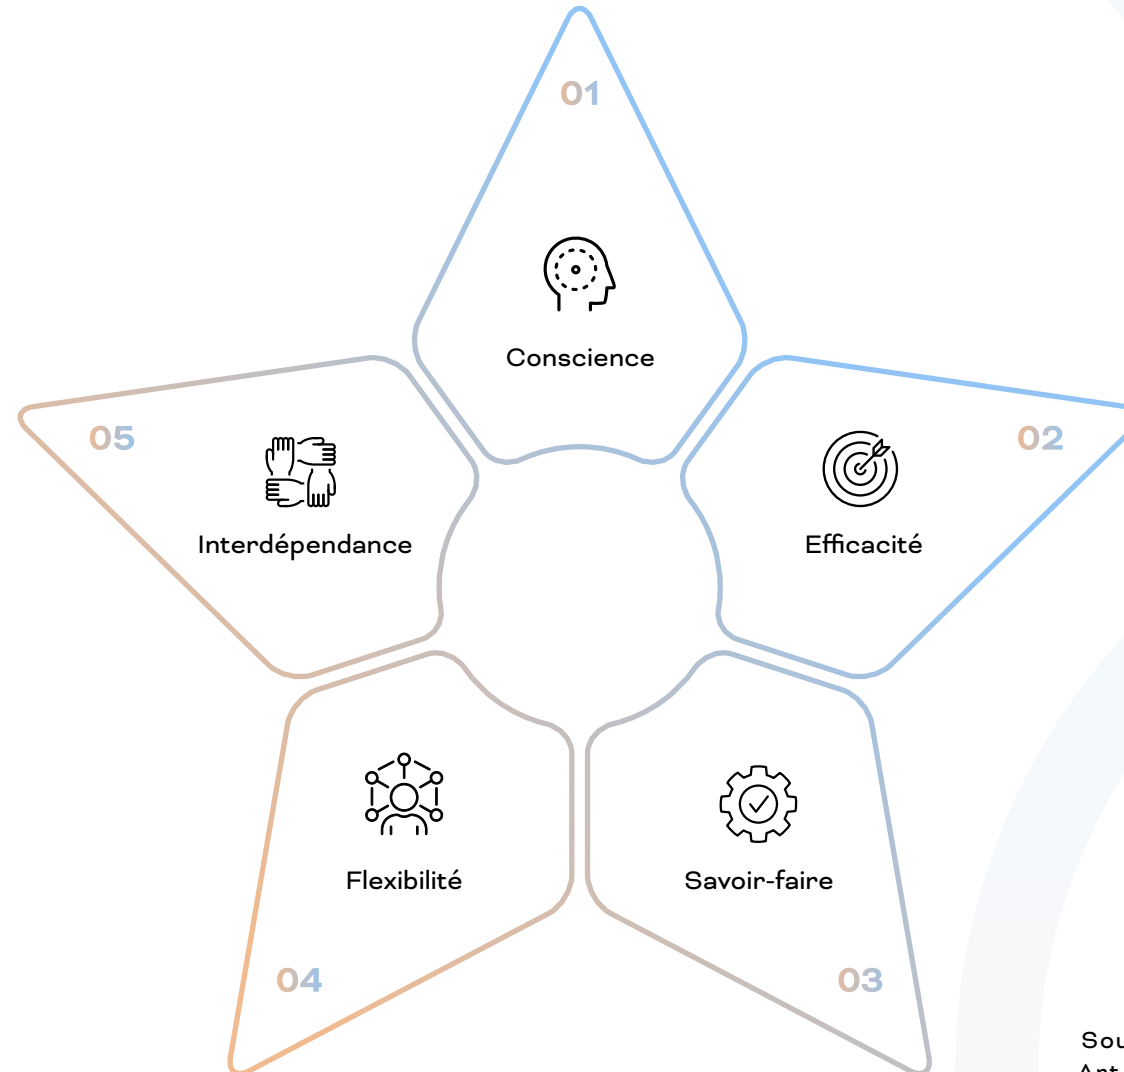 01
Conscience
02
Efficacité
03
Savoir-faire
04
Flexibilité
05
Interdépendance